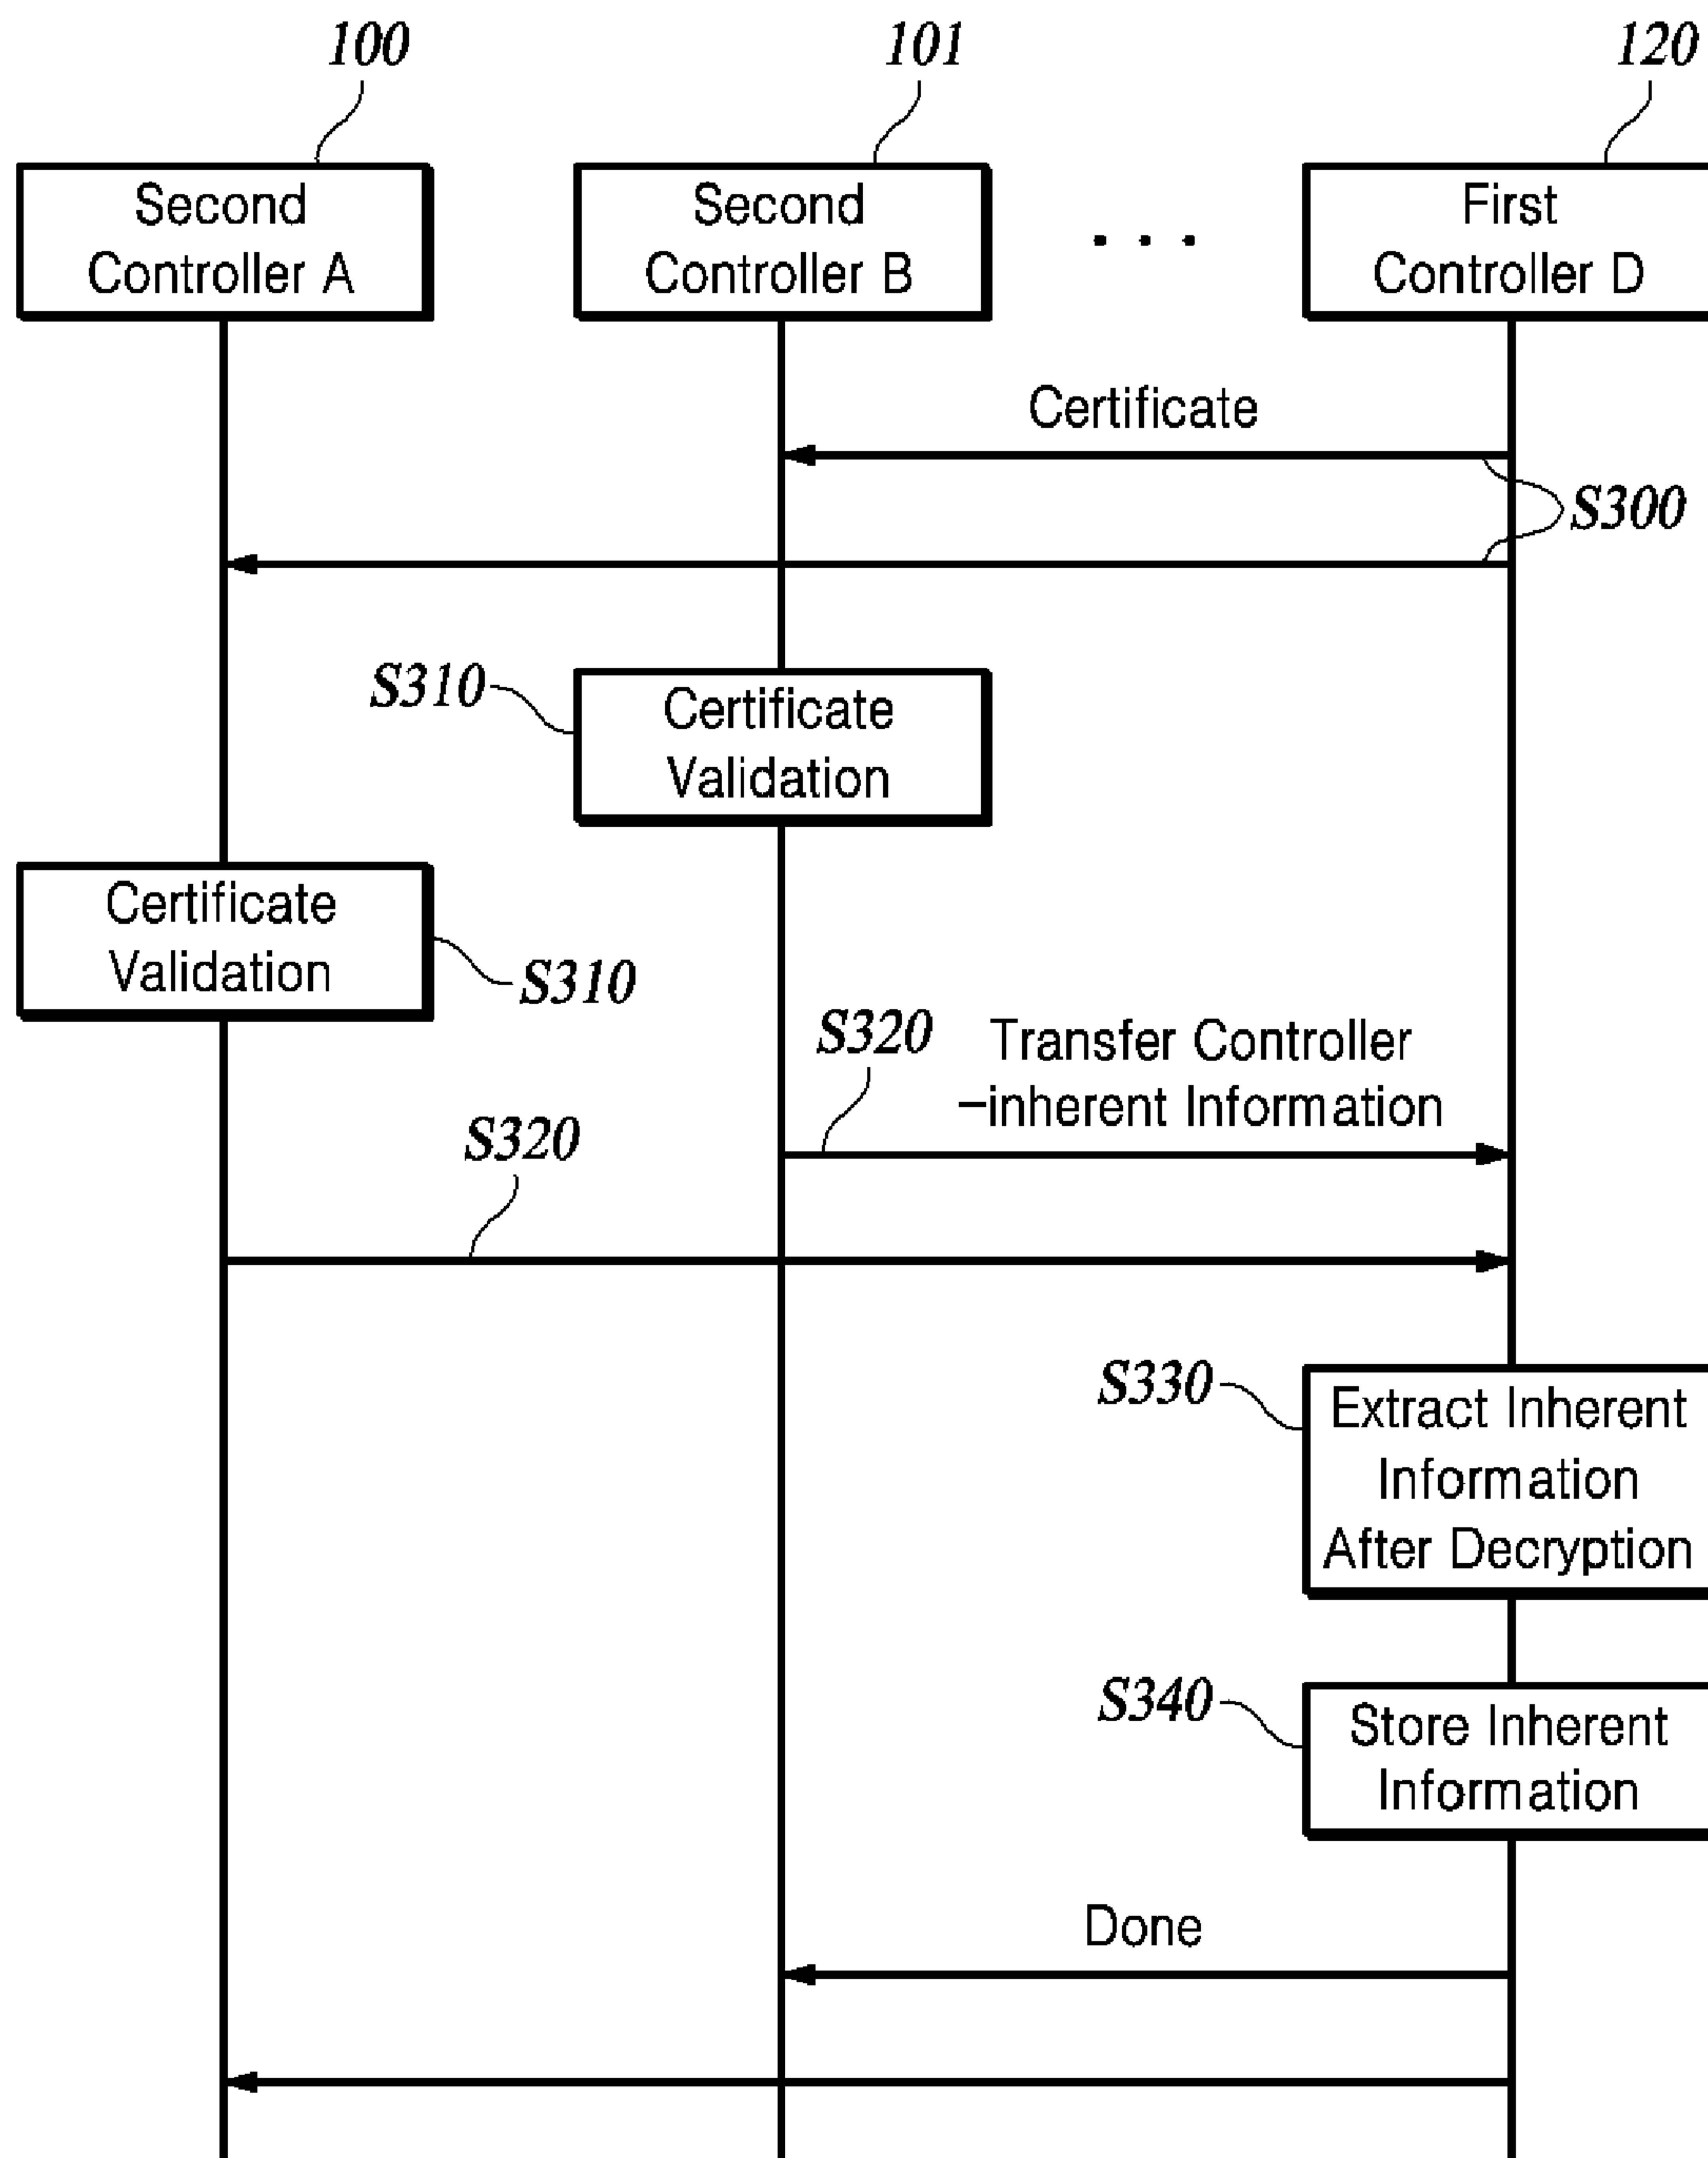 100
101
120
Second
Controller A
Second
Controller B
. . .
First
Controller D
Certificate
S300
S310
Certificate
Validation
Certificate
Validation
S310
S320
Transfer Controller
-inherent Information
S320
S330
Extract Inherent
Information
After Decryption
S340
Store Inherent
Information
Done